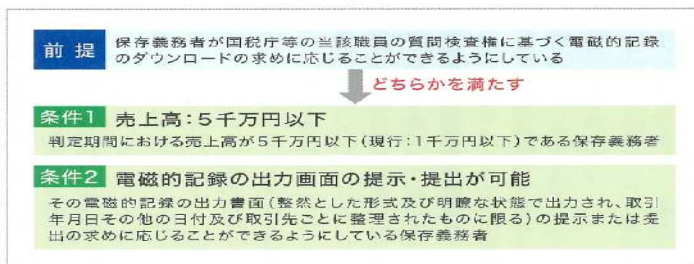 前提
保存義務者が国税庁等の当該職員の質問検査権に基づく電磁的記録
のダウンロードの求めに応じることができるようにしている
どちらかを満たす
条件1 売上高：5千万円以下
判定期間における売上高が5千万円以下(現行：1千万円以下)である保存義務者
条件2 電磁的記録の出力画面の提示・提出が可能
その電磁的記録の出力書面(整然とした形式及び明瞭な状態で出力され、取引
年月日その他の日付及び取引先ごとに整理されたものに限る)の提示または提
出の求めに応じることができるようにしている保存義務者